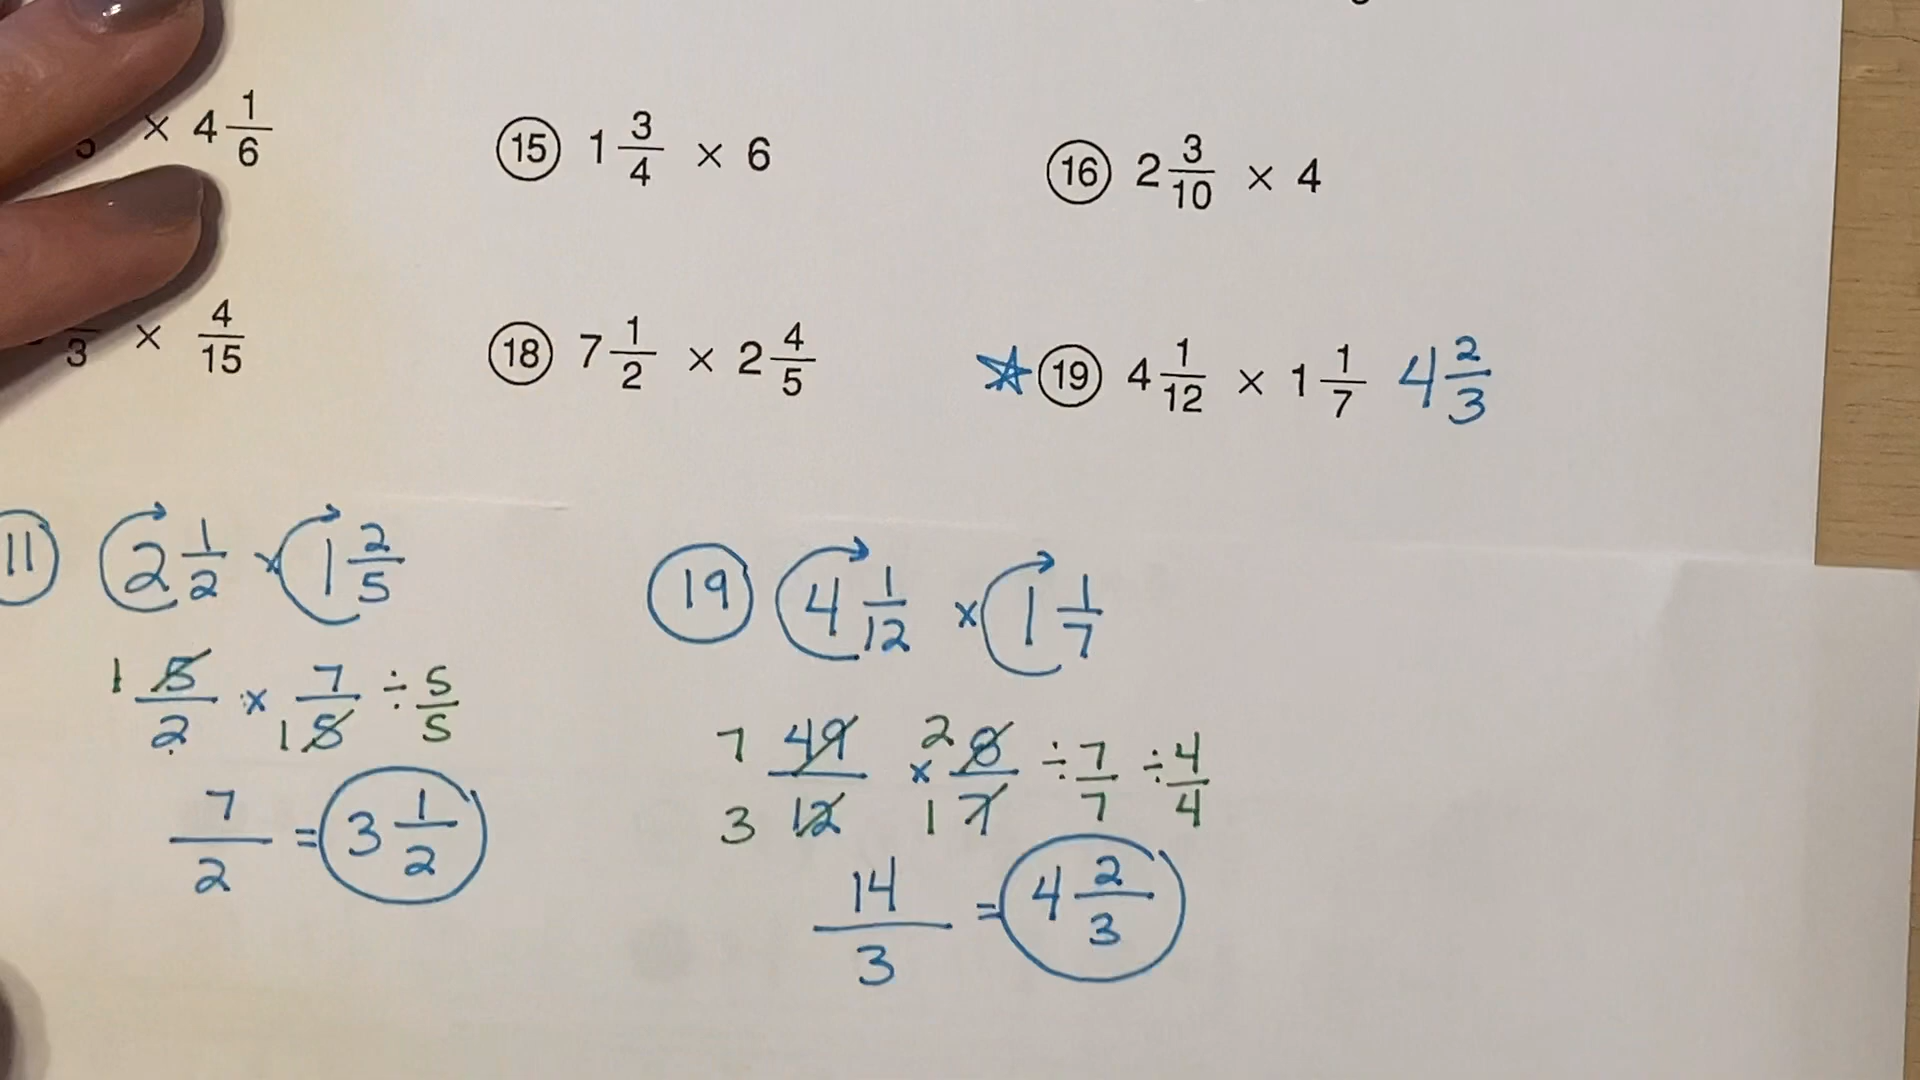 × 4 1/6
⑮ 1 3/4 × 6
⑯ 2 3/10 × 4
3 × 4/15
⑱ 7 1/2 × 2 4/5
☆ ⑲ 4 1/12 × 1 1/7 4 2/3
⑪ 2 1/2 × 1 2/5
1 5/2 × 7/5 1 ÷ 5/5
7/2 = 3 1/2
⑲ 4 1/12 × 1 1/7
7 3 49/12 × 2 1 8/7 ÷ 7/7 ÷ 4/4
14/3 = 4 2/3